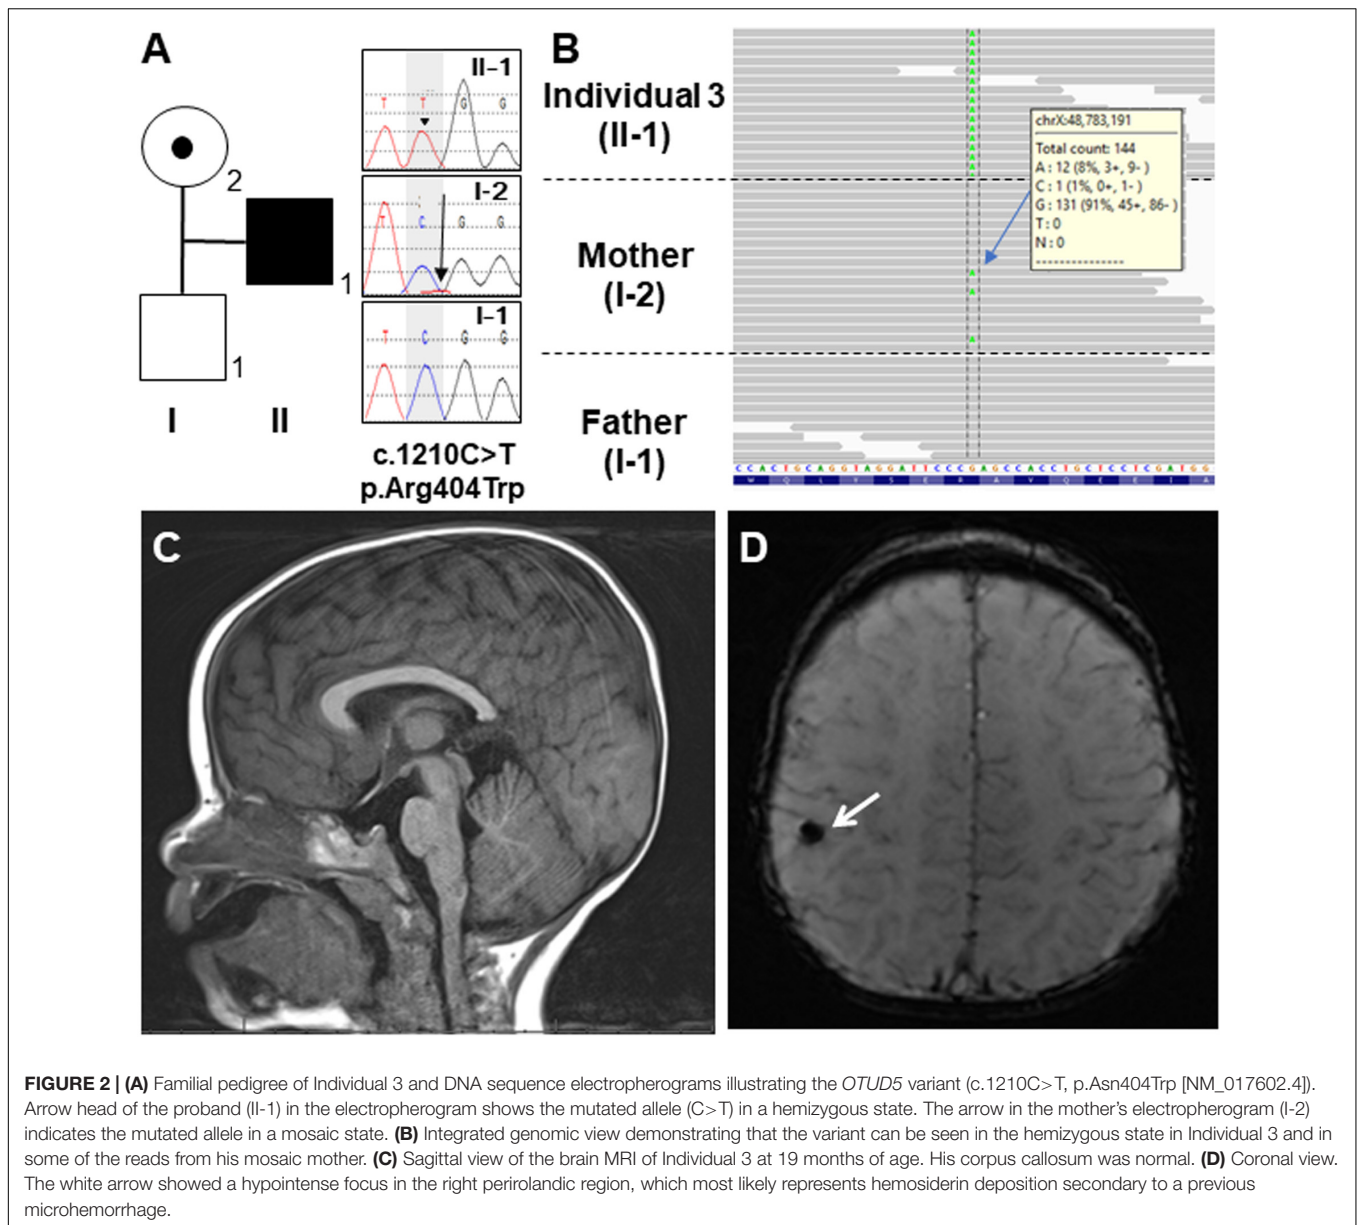 A
2
1
1
I
II
II-1
T T G G
I-2
T C G G
I-1
T C G G
c.1210C>T
p.Arg404Trp
B
Individual 3
(II-1)
Mother
(I-2)
Father
(I-1)
chrX:48,783,191
Total count: 144
A : 12 (8%, 3+, 9- )
C : 1 (1%, 0+, 1- )
G : 131 (91%, 45+, 86- )
T : 0
N : 0
---------------
C C A C T G C A G G T A G G A T T C C C G A G C C A C C T G C T C C T C G A T G G
W Q L Y S E R A V Q E E I A
C
D
FIGURE 2 | (A) Familial pedigree of Individual 3 and DNA sequence electropherograms illustrating the OTUD5 variant (c.1210C>T, p.Asn404Trp [NM_017602.4]).
Arrow head of the proband (II-1) in the electropherogram shows the mutated allele (C>T) in a hemizygous state. The arrow in the mother's electropherogram (I-2)
indicates the mutated allele in a mosaic state. (B) Integrated genomic view demonstrating that the variant can be seen in the hemizygous state in Individual 3 and in
some of the reads from his mosaic mother. (C) Sagittal view of the brain MRI of Individual 3 at 19 months of age. His corpus callosum was normal. (D) Coronal view.
The white arrow showed a hypointense focus in the right perirolandic region, which most likely represents hemosiderin deposition secondary to a previous
microhemorrhage.